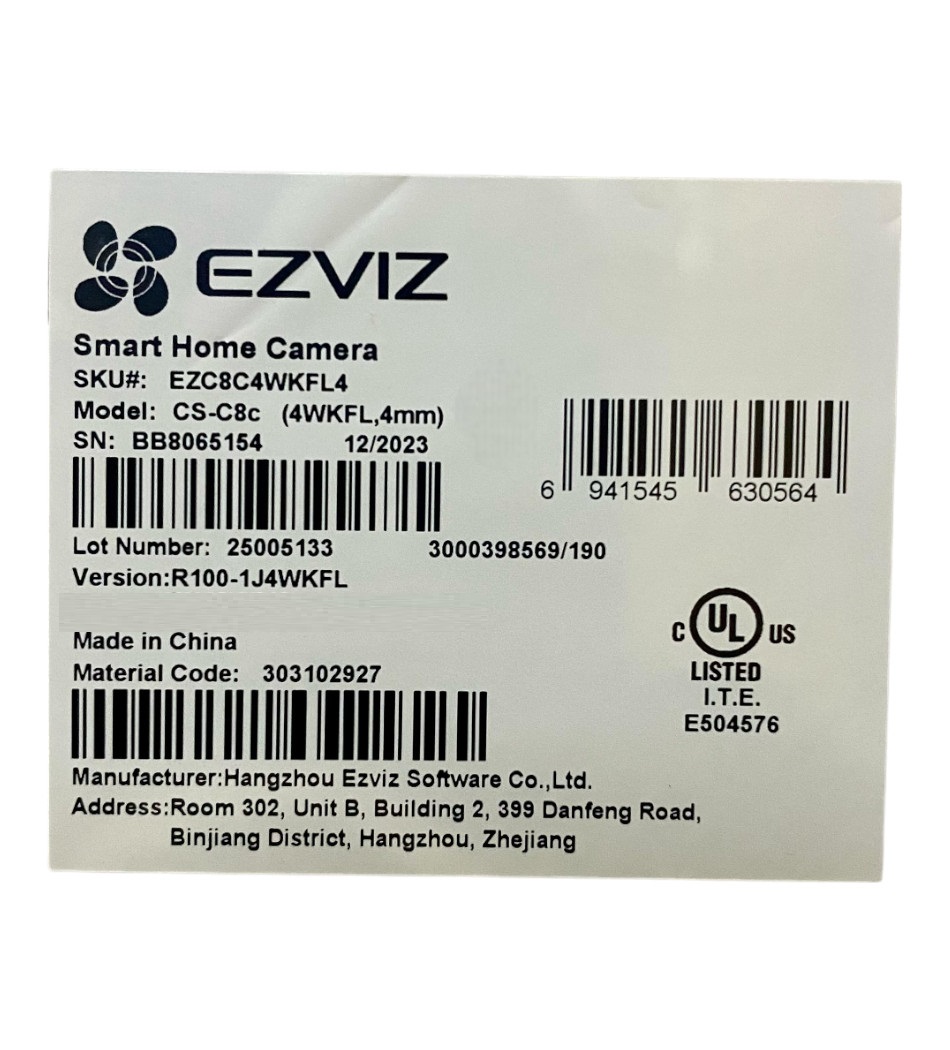 EZVIZ
Smart Home Camera
SKU#: EZC8C4WKFL4
Model: CS-C8c (4WKFL,4mm)
SN: BB8065154 12/2023
6 941545 630564
Lot Number: 25005133 3000398569/190
Version:R100-1J4WKFL
C UL US
LISTED
I.T.E.
E504576
Made in China
Material Code: 303102927
Manufacturer:Hangzhou Ezviz Software Co.,Ltd.
Address:Room 302, Unit B, Building 2, 399 Danfeng Road,
Binjiang District, Hangzhou, Zhejiang